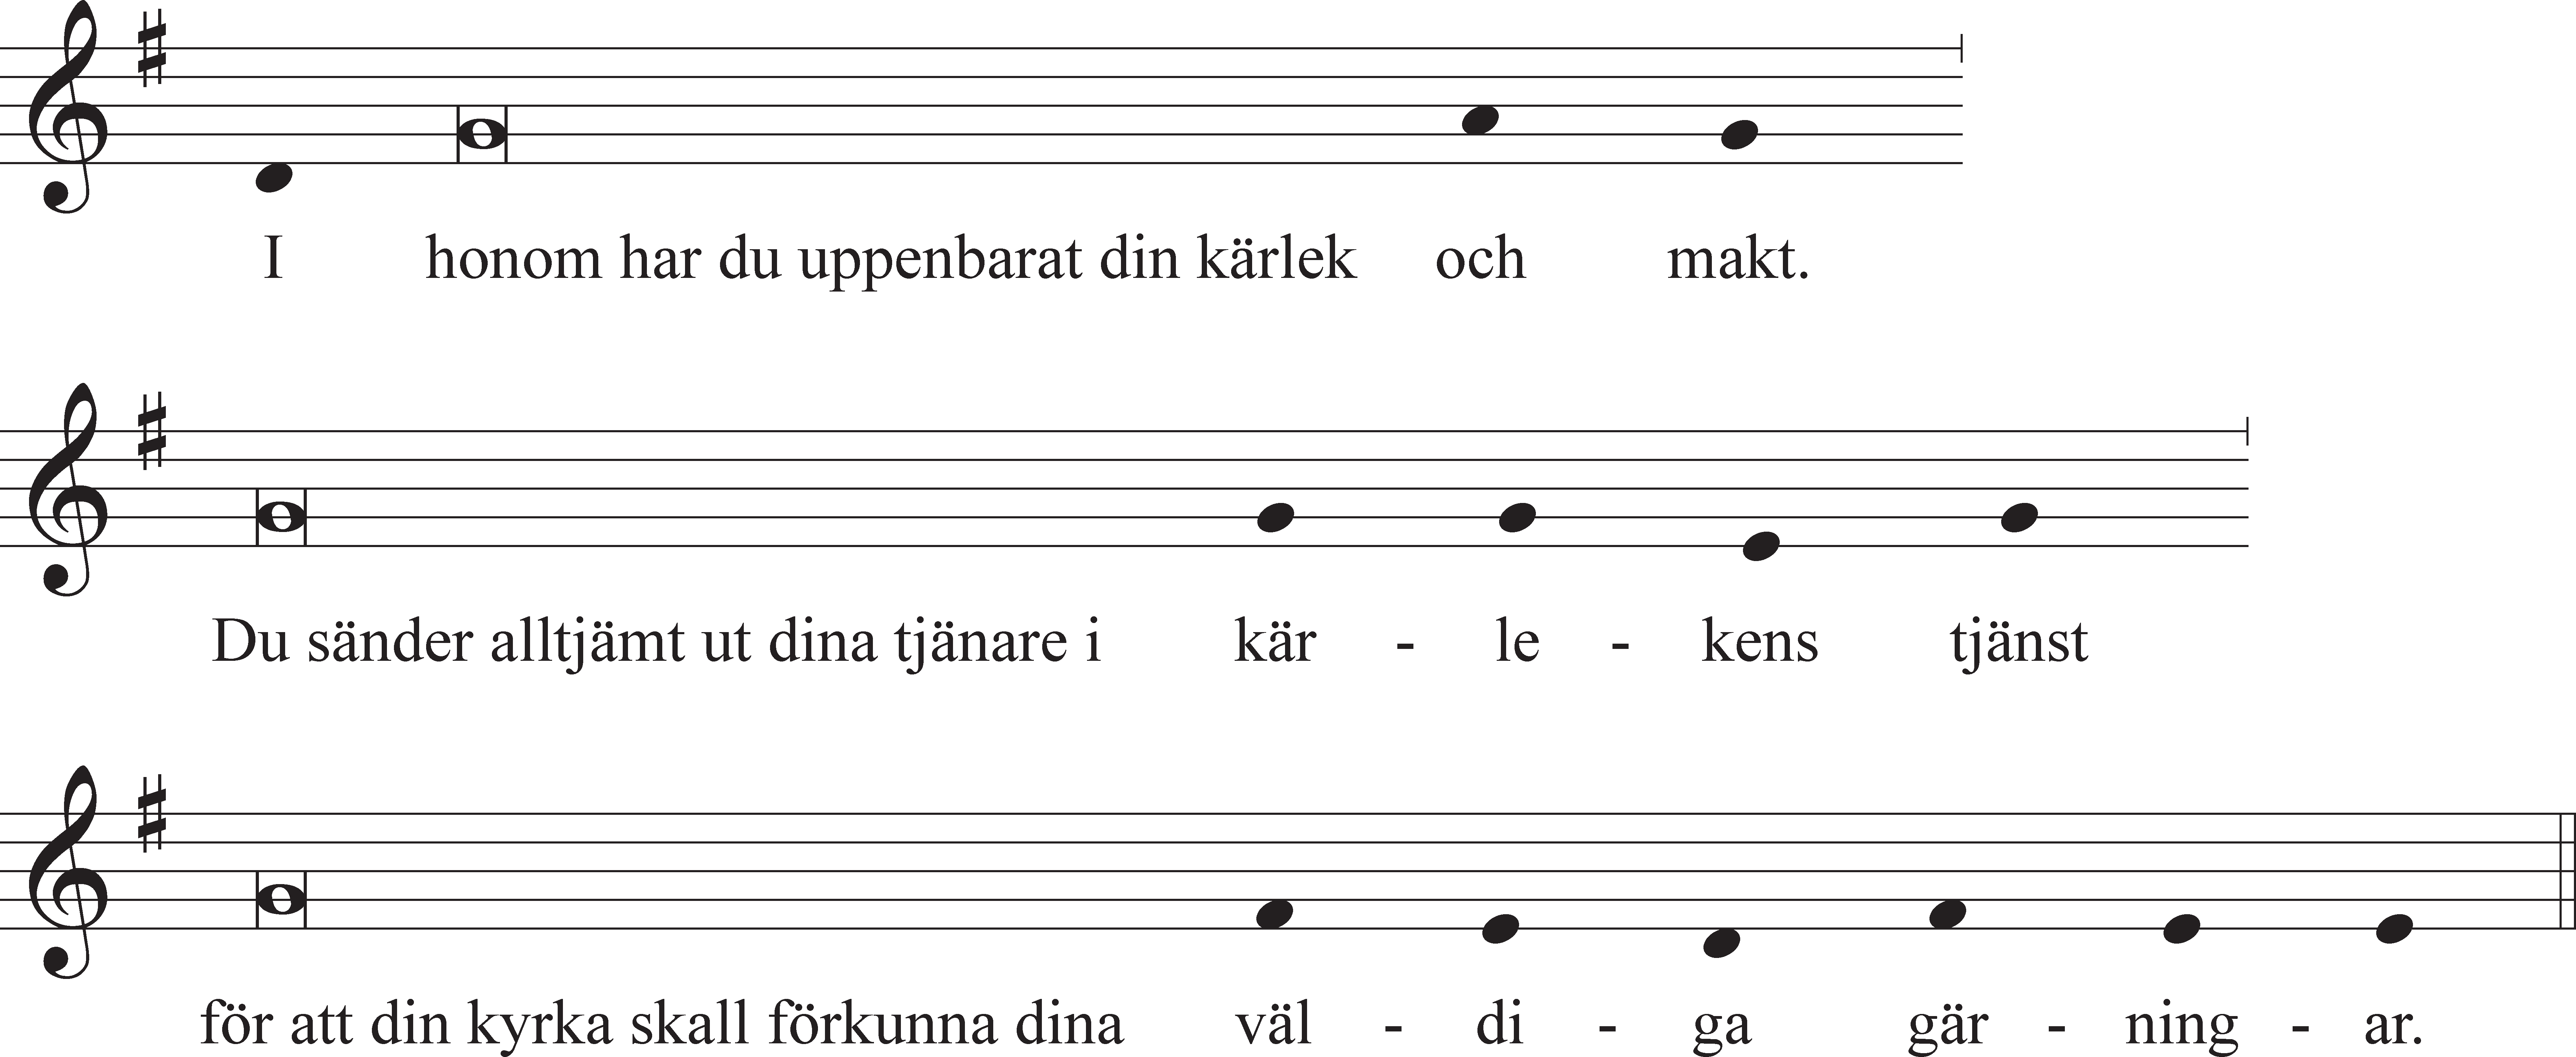 I honom har du uppenbarat din kärlek och makt.
Du sänder alltjämt ut dina tjänare i kär - le - kens tjänst
för att din kyrka skall förkunna dina väl - di - ga gär - ning - ar.